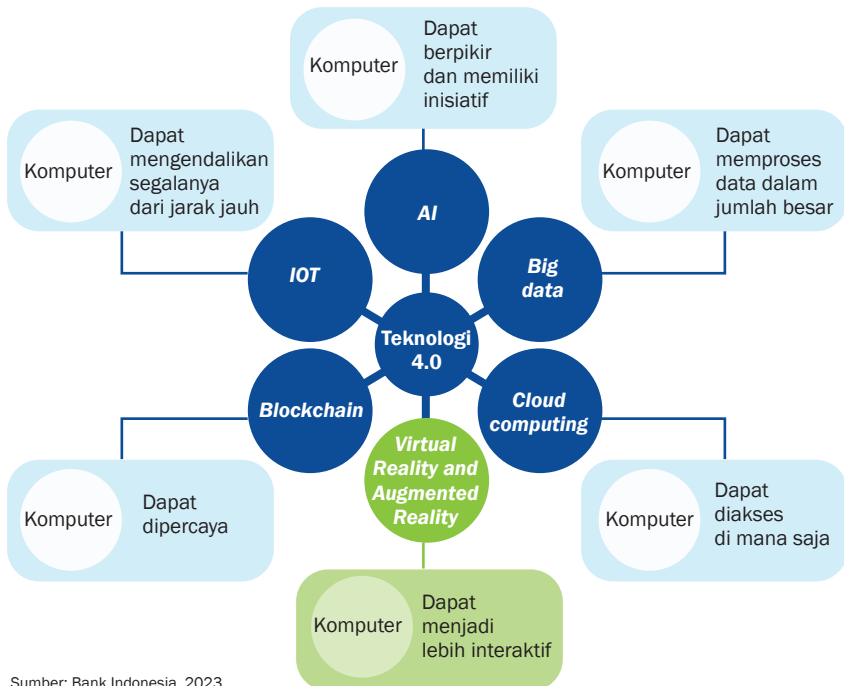 Komputer
Dapat
berpikir
dan memiliki
inisiatif
Komputer
Dapat
mengendalikan
segalanya
dari jarak jauh
Komputer
Dapat
memproses
data dalam
jumlah besar
AI
IOT
Big
data
Teknologi
4.0
Blockchain
Cloud
computing
Virtual
Reality and
Augmented
Reality
Komputer
Dapat
dipercaya
Komputer
Dapat
diakses
di mana saja
Komputer
Dapat
menjadi
lebih interaktif
Sumber: Bank Indonesia, 2023